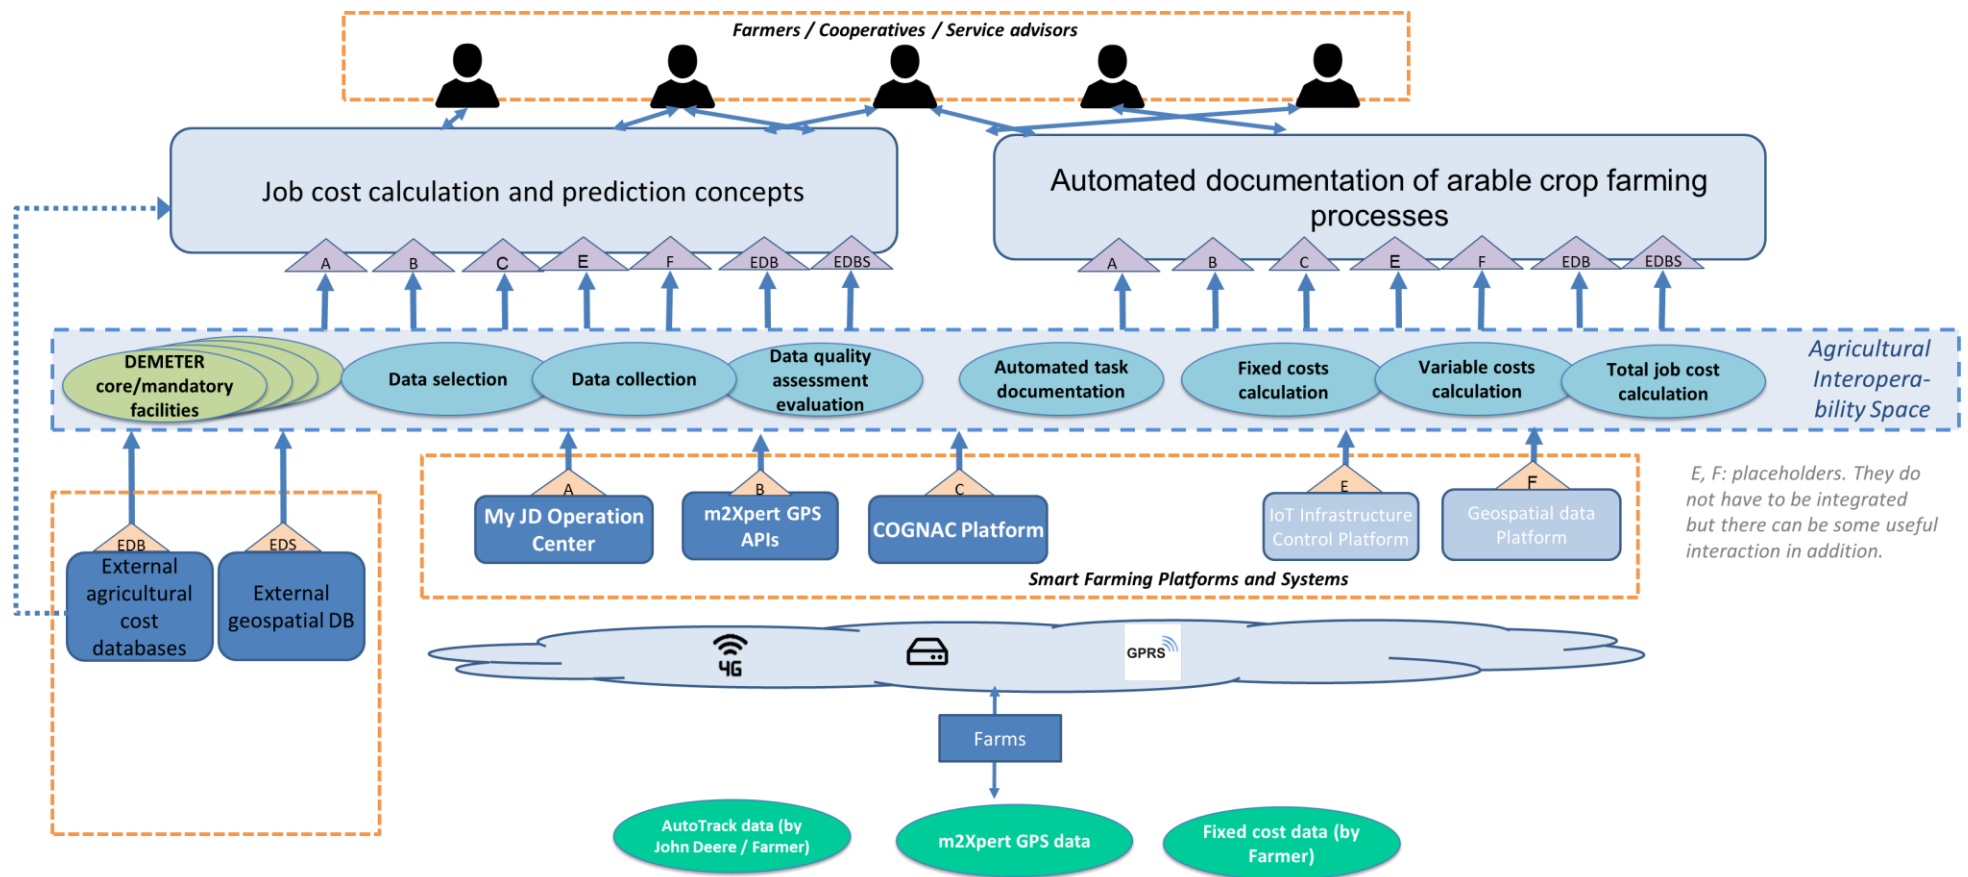 Farmers / Cooperatives / Service advisors
Job cost calculation and prediction concepts
Automated documentation of arable crop farming
processes
A
B
C
E
F
EDB
EDBS
A
B
C
E
F
EDB
EDBS
DEMETER
core/mandatory
facilities
Data selection
Data collection
Data quality
assessment
evaluation
Automated task
documentation
Fixed costs
calculation
Variable costs
calculation
Total job cost
calculation
Agricultural
Interopera-
bility Space
EDB
External
agricultural
cost
databases
EDS
External
geospatial DB
A
My JD Operation
Center
B
m2Xpert GPS
APIs
C
COGNAC Platform
E
IoT Infrastructure
Control Platform
F
Geospatial data
Platform
Smart Farming Platforms and Systems
E, F: placeholders. They do
not have to be integrated
but there can be some useful
interaction in addition.
4G
GPRS
Farms
AutoTrack data (by
John Deere / Farmer)
m2Xpert GPS data
Fixed cost data (by
Farmer)